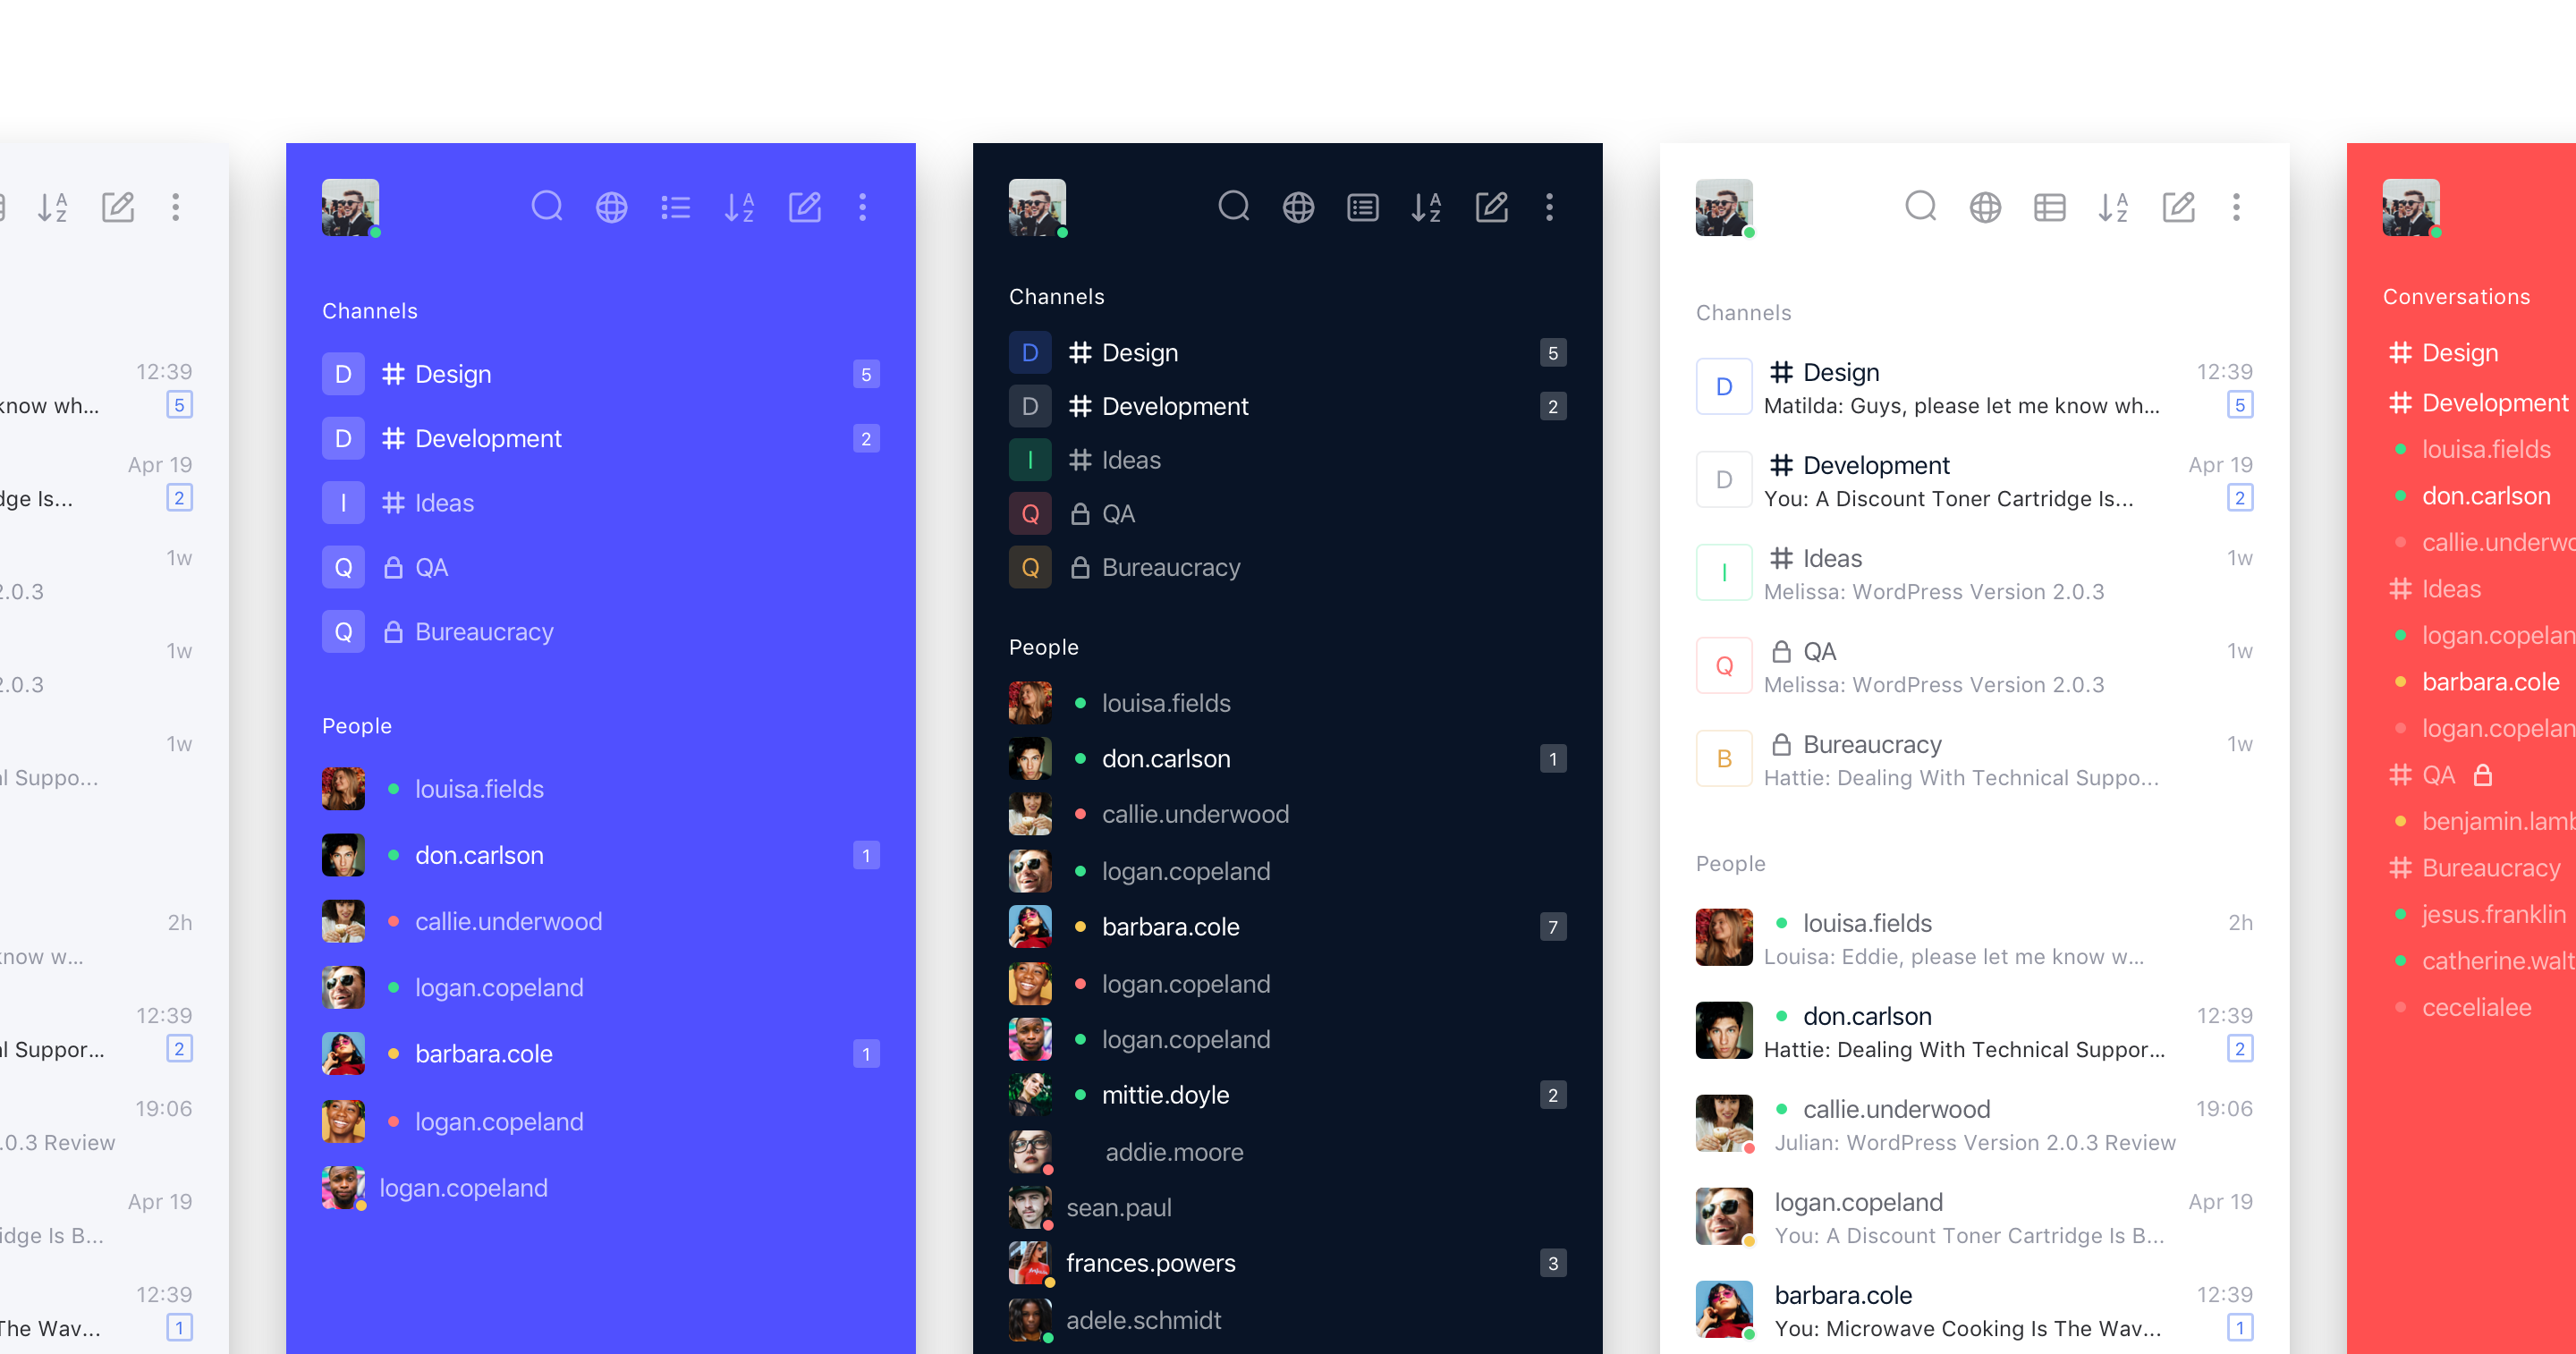 A
Z
12:39
know wh...
5
Apr 19
dge Is...
2
1w
2.0.3
1w
2.0.3
1w
al Suppo...
2h
know w...
12:39
al Suppor...
2
19:06
.0.3 Review
Apr 19
idge Is B...
12:39
The Wav...
1
A
Z
Channels
D # Design 5
D # Development 2
I # Ideas
Q QA
Q Bureaucracy
People
louisa.fields
don.carlson 1
callie.underwood
logan.copeland
barbara.cole 1
logan.copeland
logan.copeland
A
Z
Channels
D # Design 5
D # Development 2
I # Ideas
Q QA
Q Bureaucracy
People
louisa.fields
don.carlson 1
callie.underwood
logan.copeland
barbara.cole 7
logan.copeland
logan.copeland
mittie.doyle 2
addie.moore
sean.paul
frances.powers 3
adele.schmidt
A
Z
Channels
D # Design 12:39
Matilda: Guys, please let me know wh... 5
D # Development Apr 19
You: A Discount Toner Cartridge Is... 2
I # Ideas 1w
Melissa: WordPress Version 2.0.3
Q QA 1w
Melissa: WordPress Version 2.0.3
B Bureaucracy 1w
Hattie: Dealing With Technical Suppo...
People
louisa.fields 2h
Louisa: Eddie, please let me know w...
don.carlson 12:39
Hattie: Dealing With Technical Suppor... 2
callie.underwood 19:06
Julian: WordPress Version 2.0.3 Review
logan.copeland Apr 19
You: A Discount Toner Cartridge Is B...
barbara.cole 12:39
You: Microwave Cooking Is The Wav... 1
Conversations
# Design
# Development
louisa.fields
don.carlson
callie.underwo
# Ideas
logan.copelan
barbara.cole
logan.copelan
# QA
benjamin.lamb
# Bureaucracy
jesus.franklin
catherine.walt
cecelialee